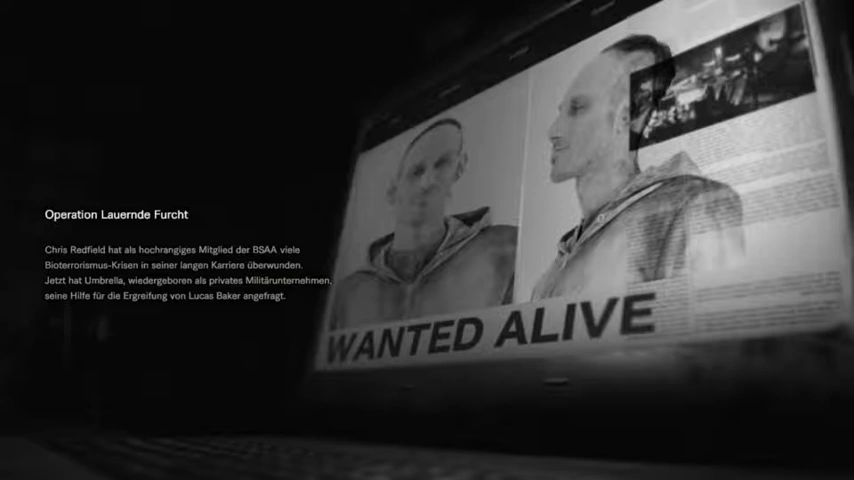 Operation Lauernde Furcht
Chris Redfield hat als hochrangiges Mitglied der BSAA viele
Bioterrorismus-Krisen in seiner langen Karriere überwunden.
Jetzt hat Umbrella, wiedergeboren als privates Militärunternehmen,
seine Hilfe für die Ergreifung von Lucas Baker angefragt.
WANTED ALIVE